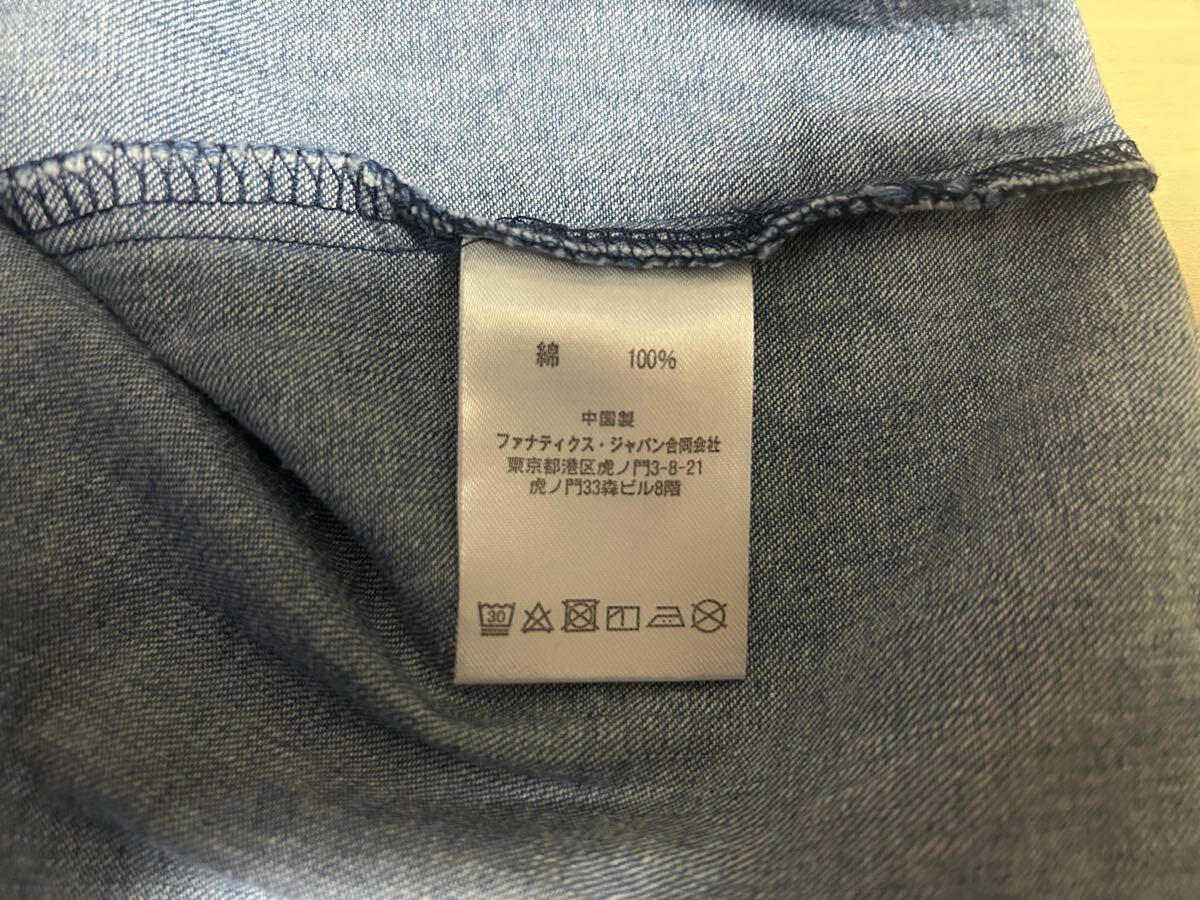 綿 100%
中国製
ファナティクス・ジャパン合同会社
東京都港区虎ノ門3-8-21
虎ノ門33森ビル8階
30